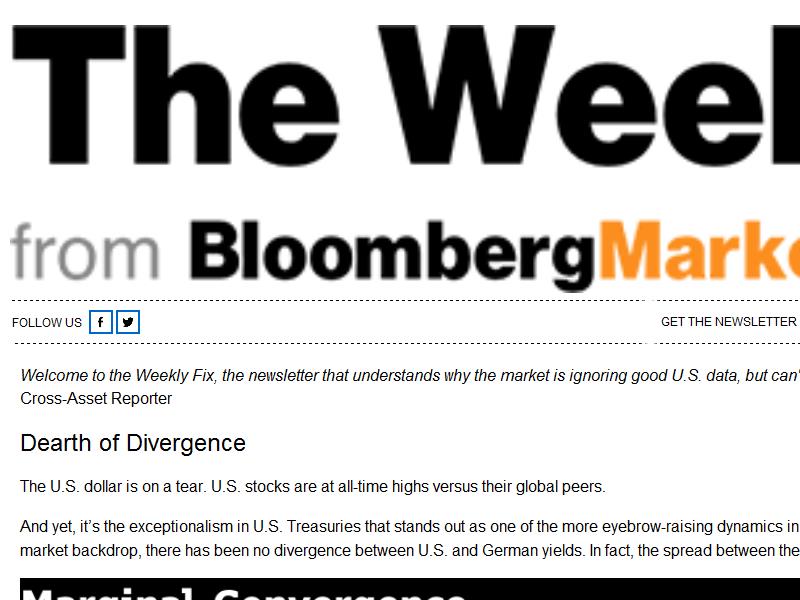 The Week
from BloombergMarke
FOLLOW US
GET THE NEWSLETTER
Welcome to the Weekly Fix, the newsletter that understands why the market is ignoring good U.S. data, but can'
Cross-Asset Reporter
Dearth of Divergence
The U.S. dollar is on a tear. U.S. stocks are at all-time highs versus their global peers.
And yet, it’s the exceptionalism in U.S. Treasuries that stands out as one of the more eyebrow-raising dynamics in
market backdrop, there has been no divergence between U.S. and German yields. In fact, the spread between the
Marginal Convergence